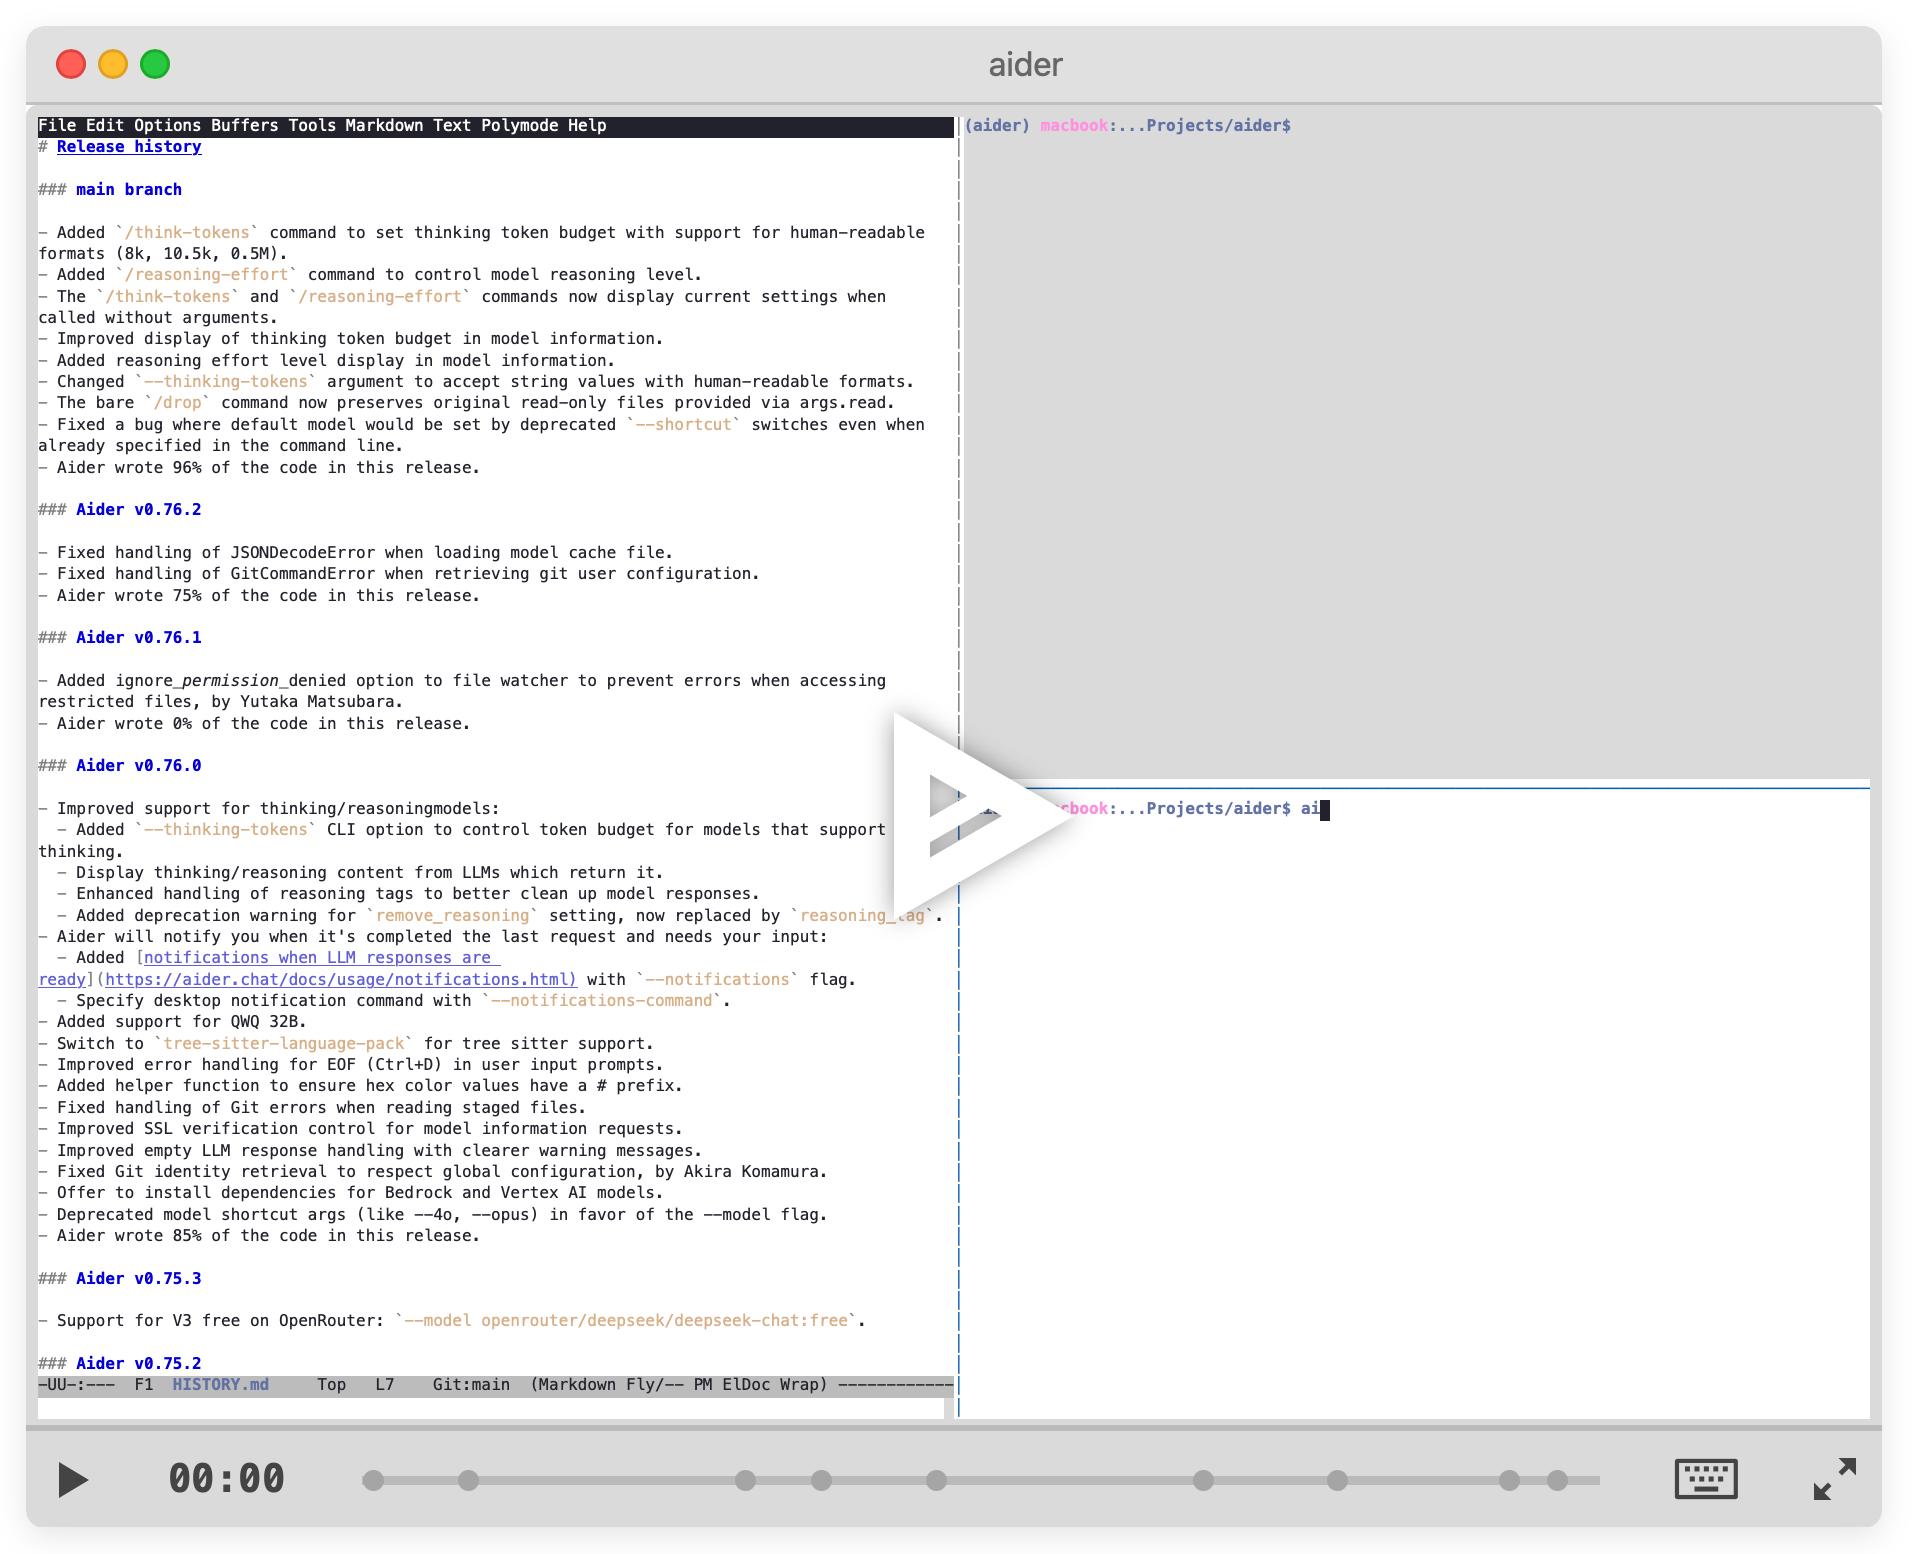 aider
File Edit Options Buffers Tools Markdown Text Polymode Help
# Release history
### main branch
- Added `/think-tokens` command to set thinking token budget with support for human-readable
formats (8k, 10.5k, 0.5M).
- Added `/reasoning-effort` command to control model reasoning level.
- The `/think-tokens` and `/reasoning-effort` commands now display current settings when
called without arguments.
- Improved display of thinking token budget in model information.
- Added reasoning effort level display in model information.
- Changed `--thinking-tokens` argument to accept string values with human-readable formats.
- The bare `/drop` command now preserves original read-only files provided via args.read.
- Fixed a bug where default model would be set by deprecated `--shortcut` switches even when
already specified in the command line.
- Aider wrote 96% of the code in this release.
### Aider v0.76.2
- Fixed handling of JSONDecodeError when loading model cache file.
- Fixed handling of GitCommandError when retrieving git user configuration.
- Aider wrote 75% of the code in this release.
### Aider v0.76.1
- Added ignore_permission_denied option to file watcher to prevent errors when accessing
restricted files, by Yutaka Matsubara.
- Aider wrote 0% of the code in this release.
### Aider v0.76.0
- Improved support for thinking/reasoningmodels:
- Added `--thinking-tokens` CLI option to control token budget for models that support
thinking.
- Display thinking/reasoning content from LLMs which return it.
- Enhanced handling of reasoning tags to better clean up model responses.
- Added deprecation warning for `remove_reasoning` setting, now replaced by `reasoning_tag`.
- Aider will notify you when it's completed the last request and needs your input:
- Added [notifications when LLM responses are
ready](https://aider.chat/docs/usage/notifications.html) with `--notifications` flag.
- Specify desktop notification command with `--notifications-command`.
- Added support for QWQ 32B.
- Switch to `tree-sitter-language-pack` for tree sitter support.
- Improved error handling for EOF (Ctrl+D) in user input prompts.
- Added helper function to ensure hex color values have a # prefix.
- Fixed handling of Git errors when reading staged files.
- Improved SSL verification control for model information requests.
- Improved empty LLM response handling with clearer warning messages.
- Fixed Git identity retrieval to respect global configuration, by Akira Komamura.
- Offer to install dependencies for Bedrock and Vertex AI models.
- Deprecated model shortcut args (like --4o, --opus) in favor of the --model flag.
- Aider wrote 85% of the code in this release.
### Aider v0.75.3
- Support for V3 free on OpenRouter: `--model openrouter/deepseek/deepseek-chat:free`.
### Aider v0.75.2
-UU-:--- F1 HISTORY.md Top L7 Git:main (Markdown Fly/-- PM ElDoc Wrap) ------------
(aider) macbook:...Projects/aider$
cbook:...Projects/aider$ ai
00:00